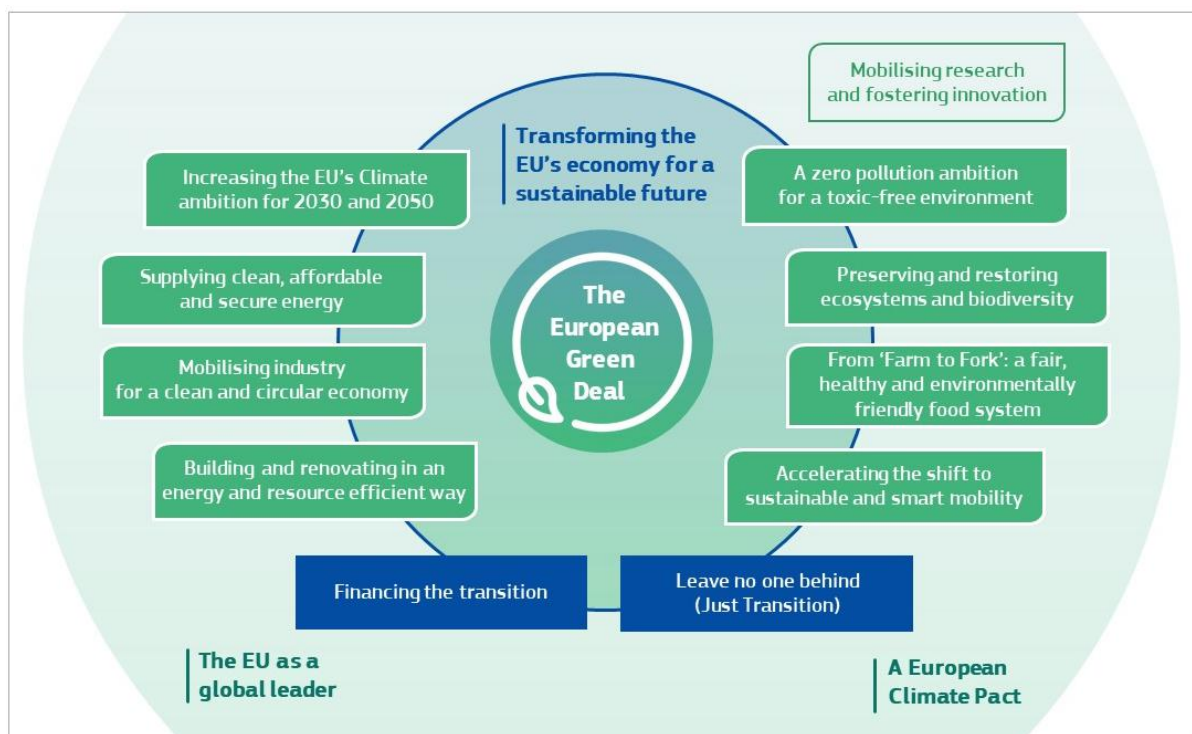 Mobilising research
and fostering innovation
Transforming the
EU's economy for a
sustainable future
Increasing the EU's Climate
ambition for 2030 and 2050
Supplying clean, affordable
and secure energy
Mobilising industry
for a clean and circular economy
Building and renovating in an
energy and resource efficient way
The
European
Green
Deal
A zero pollution ambition
for a toxic-free environment
Preserving and restoring
ecosystems and biodiversity
From ‘Farm to Fork’: a fair,
healthy and environmentally
friendly food system
Accelerating the shift to
sustainable and smart mobility
Financing the transition
Leave no one behind
(Just Transition)
The EU as a
global leader
A European
Climate Pact